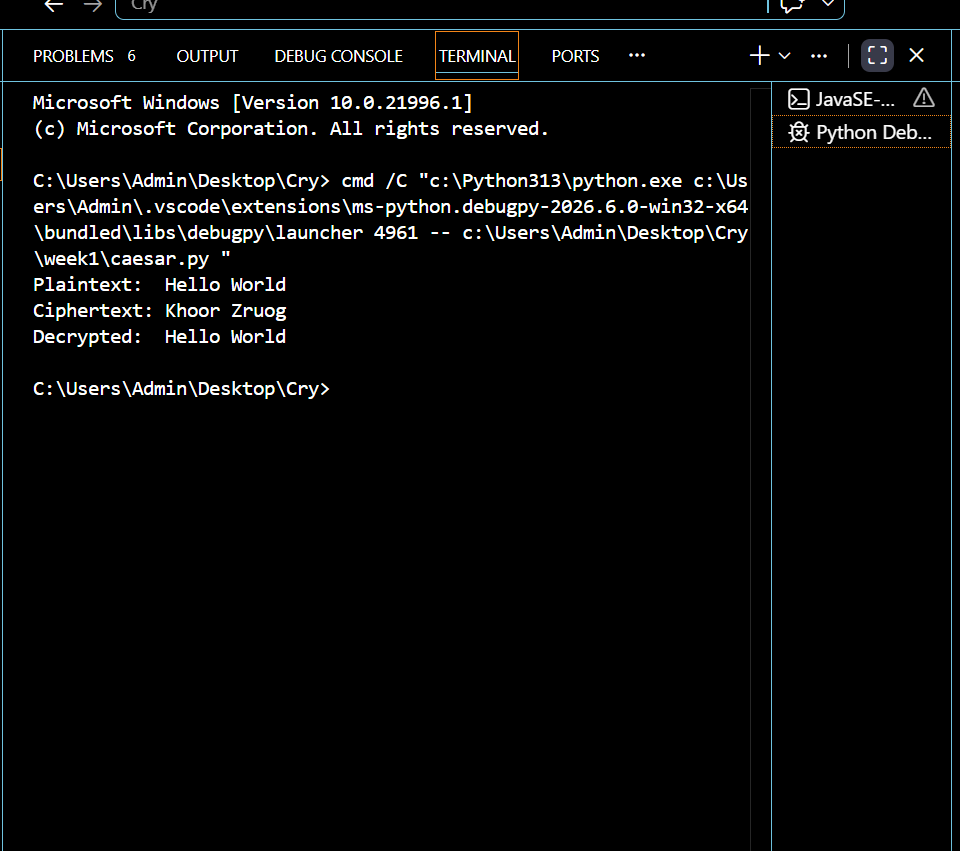 Cry
PROBLEMS 6 OUTPUT DEBUG CONSOLE TERMINAL PORTS ···
Microsoft Windows [Version 10.0.21996.1]
(c) Microsoft Corporation. All rights reserved.
C:\Users\Admin\Desktop\Cry> cmd /C "c:\Python313\python.exe c:\Us
ers\Admin\.vscode\extensions\ms-python.debugpy-2026.6.0-win32-x64
\bundled\libs\debugpy\launcher 4961 -- c:\Users\Admin\Desktop\Cry
\week1\caesar.py "
Plaintext:  Hello World
Ciphertext: Khoor Zruog
Decrypted:  Hello World
C:\Users\Admin\Desktop\Cry>
JavaSE-...
Python Deb...